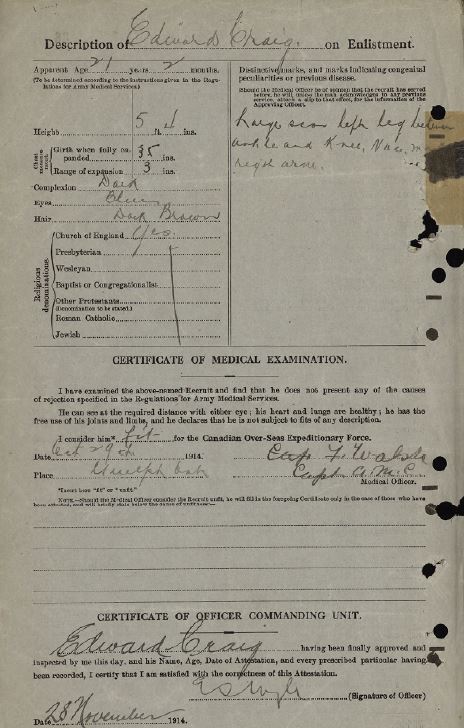 Description of Edward Craig on Enlistment.
Apparent Age 21 years 2 months.
(To be determined according to the instructions given in the Regulations for Army Medical Services.)
Height 5 ft. 4 ins.
Chest measurement
Girth when fully expanded 35 ins.
Range of expansion 3 ins.
Complexion Dark
Eyes
Hair Dark Brown
Religious denominations
Church of England Yes
Presbyterian
Wesleyan
Baptist or Congregationalist
Other Protestants
(Denomination to be stated.)
Roman Catholic
Jewish
Distinctive marks, and marks indicating congenital peculiarities or previous disease.
(Should the Medical Officer be of opinion that the recruit has served before, he will, unless the man acknowledges to any previous service, attach a slip to that effect, for the information of the Approving Officer).
Large scar left leg between
ankle and Knee,
right arm.
CERTIFICATE OF MEDICAL EXAMINATION.
I have examined the above-named Recruit and find that he does not present any of the causes
of rejection specified in the Regulations for Army Medical Services.
He can see at the required distance with either eye; his heart and lungs are healthy; he has the
free use of his joints and limbs, and he declares that he is not subject to fits of any description.
I consider him* fit for the Canadian Over-Seas Expeditionary Force.
Date Oct 29th 1914.
Place Guelph Ont
Capt A.M.C.
Medical Officer.
*Insert here "fit" or "unfit."
NOTE.—Should the Medical Officer consider the Recruit unfit, he will fill in the foregoing Certificate only in the case of those who have
been attested, and will briefly state below the cause of unfitness:—
CERTIFICATE OF OFFICER COMMANDING UNIT.
Edward Craig having been finally approved and
inspected by me this day, and his Name, Age, Date of Attestation, and every prescribed particular having
been recorded, I certify that I am satisfied with the correctness of this Attestation.
(Signature of Officer)
Date 28 November 1914.